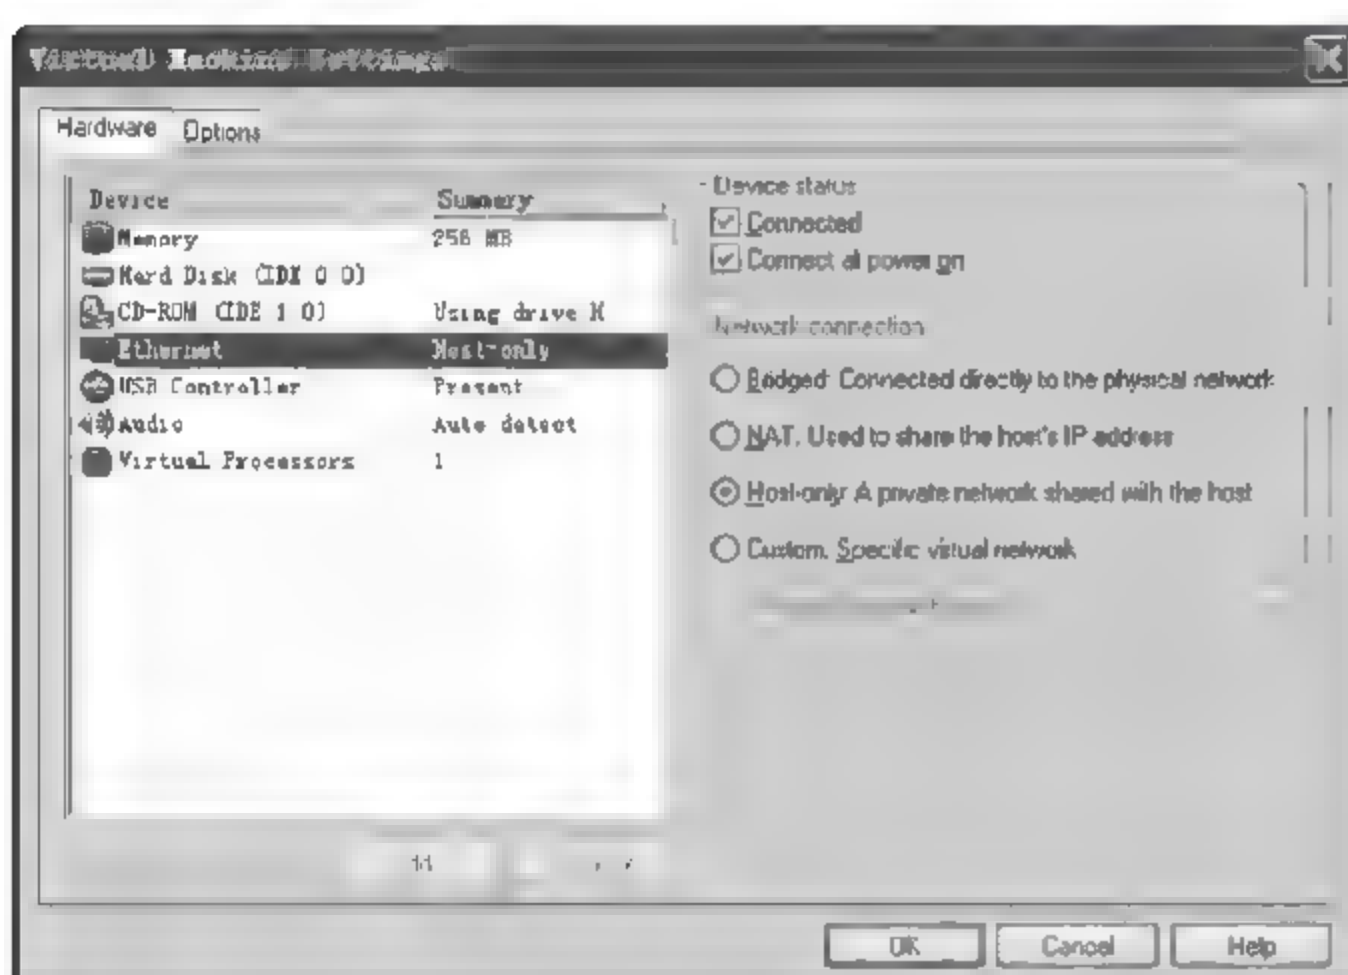 Virtual Machine Settings
Hardware Options
Device Summary
Memory 256 MB
Hard Disk (IDE 0 0)
CD-ROM (IDE 1 0) Using drive H
Ethernet Host-only
USB Controller Present
Audio Auto detect
Virtual Processors 1
Device status
Connected
Connect at power on
Network connection
Bridged: Connected directly to the physical network
NAT: Used to share the host's IP address
Host-only: A private network shared with the host
Custom: Specific virtual network
OK Cancel Help